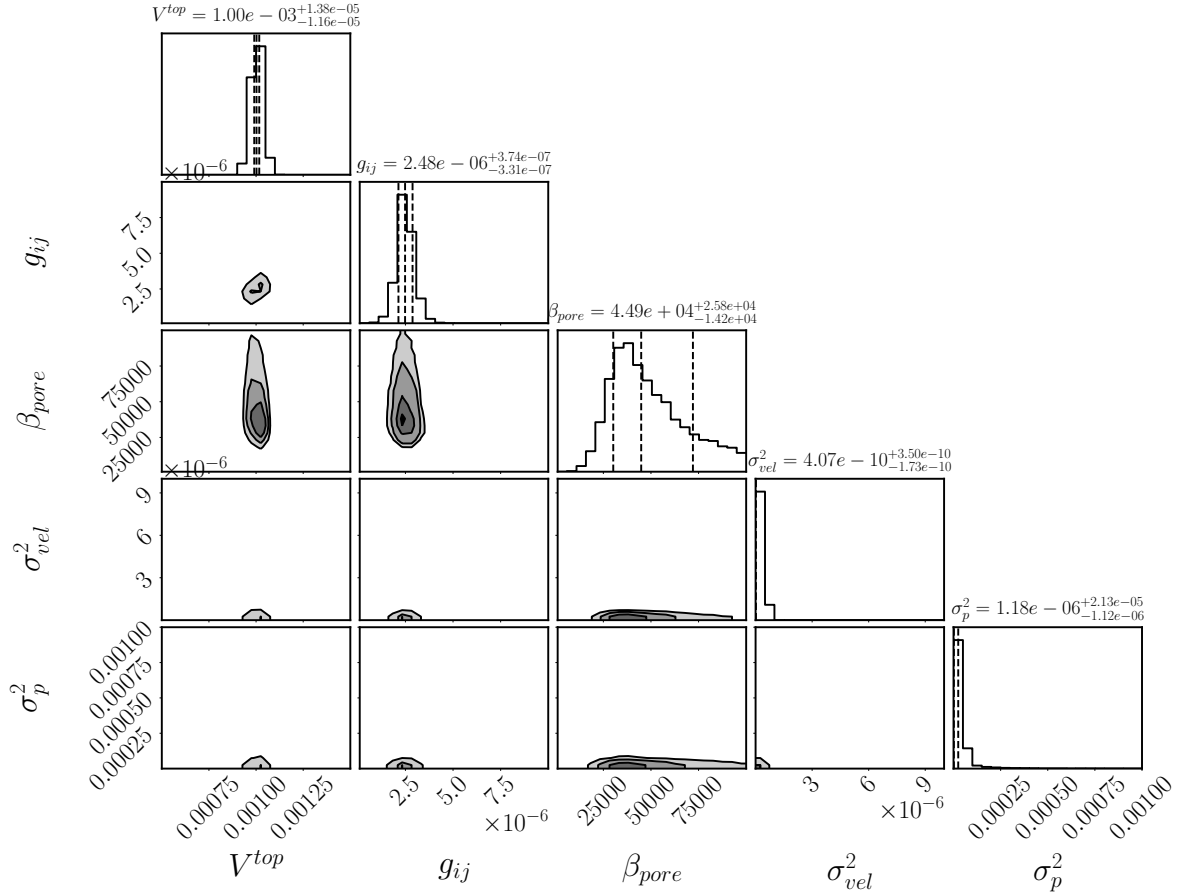 V^{top} = 1.00e − 03^{+1.38e−05}_{−1.16e−05}
×10^{−6}
g_{ij} = 2.48e − 06^{+3.74e−07}_{−3.31e−07}
g_{ij}
7.5
5.0
2.5
β_{pore} = 4.49e + 04^{+2.58e+04}_{−1.42e+04}
β_{pore}
75000
50000
25000
×10^{−6}
σ^2_{vel} = 4.07e − 10^{+3.50e−10}_{−1.73e−10}
σ^2_{vel}
9
6
3
σ^2_p = 1.18e − 06^{+2.13e−05}_{−1.12e−06}
σ^2_p
0.00100
0.00075
0.00050
0.00025
0.00075 0.00100 0.00125
2.5 5.0 7.5
×10^{−6}
25000 50000 75000
3 6 9
×10^{−6}
0.00025 0.00050 0.00075 0.00100
V^{top} g_{ij} β_{pore} σ^2_{vel} σ^2_p